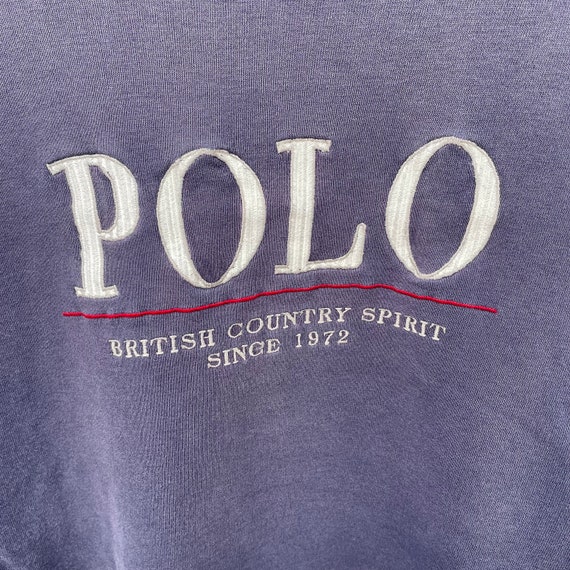 POLO
BRITISH COUNTRY SPIRIT
SINCE 1972